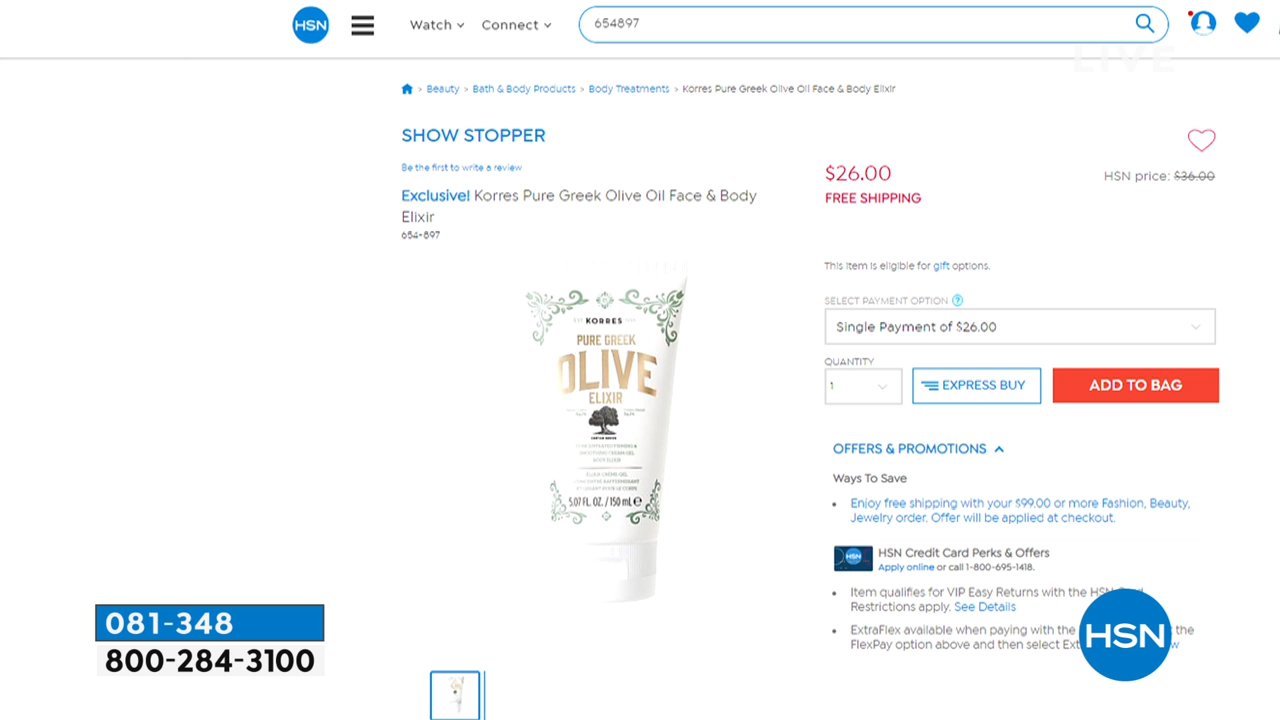 HSN
Watch
Connect
654897
LIVE
> Beauty > Bath & Body Products > Body Treatments > Korres Pure Greek Olive Oil Face & Body Elixir
SHOW STOPPER
Be the first to write a review
Exclusive! Korres Pure Greek Olive Oil Face & Body
Elixir
654-897
$26.00
HSN price: $36.00
FREE SHIPPING
This item is eligible for gift options.
SELECT PAYMENT OPTION ?
Single Payment of $26.00
QUANTITY
1
EXPRESS BUY
ADD TO BAG
KORRES
PURE GREEK
OLIVE
ELIXIR
5.07 FL. OZ. / 150 mL e
OFFERS & PROMOTIONS
Ways To Save
• Enjoy free shipping with your $99.00 or more Fashion, Beauty,
Jewelry order. Offer will be applied at checkout.
HSN
HSN Credit Card Perks & Offers
Apply online or call 1-800-695-1418.
• Item qualifies for VIP Easy Returns with the HSN
Restrictions apply. See Details
• ExtraFlex available when paying with the the
FlexPay option above and then select
HSN
081-348
800-284-3100